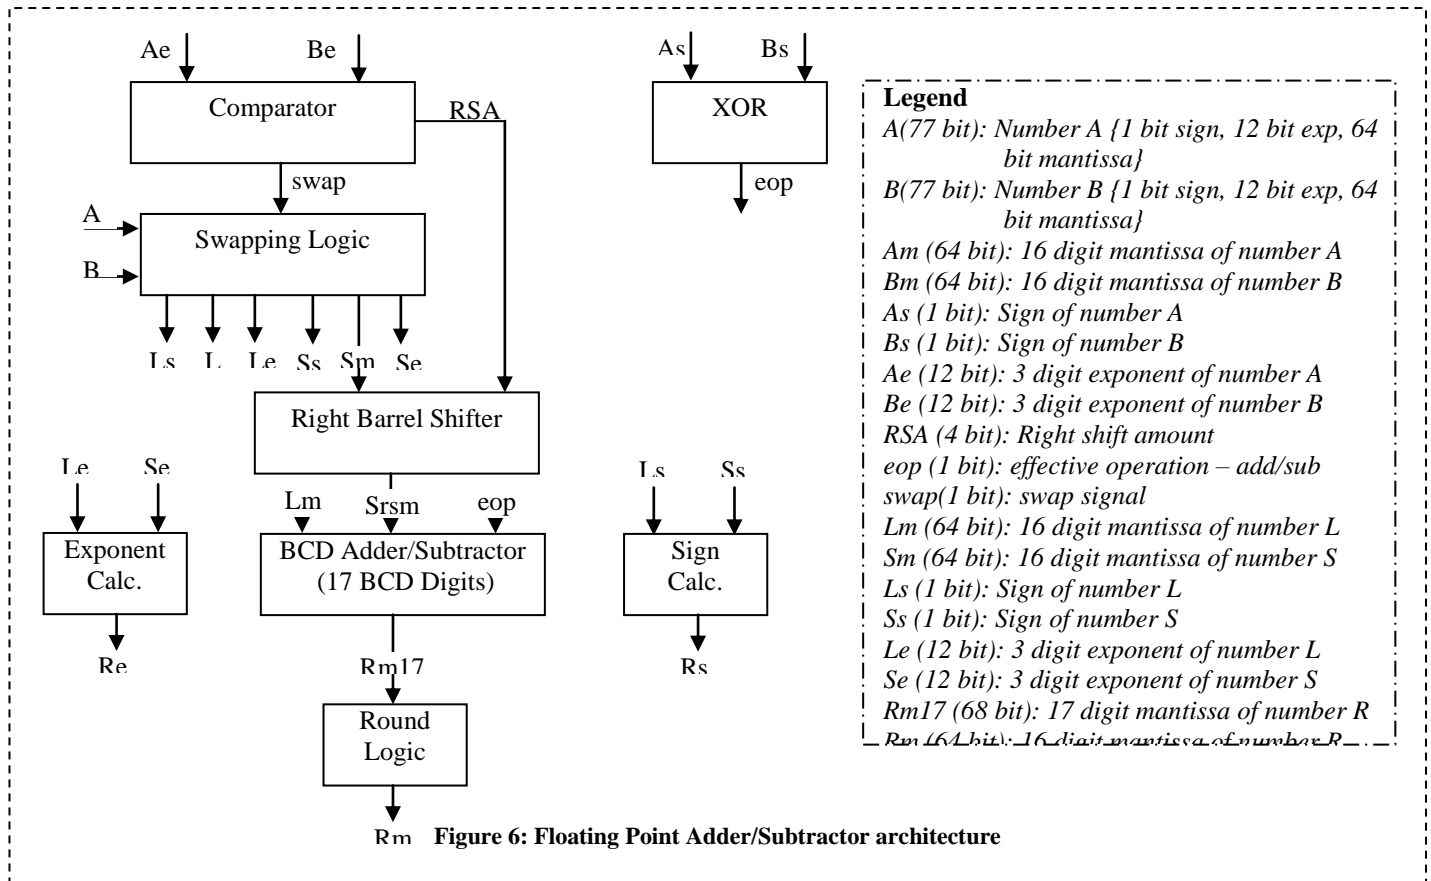 Ae
Be
As
Bs
Comparator
RSA
XOR
swap
eop
A
B
Swapping Logic
Ls
L
Le
Ss
Sm
Se
Right Barrel Shifter
Le
Se
Lm
Srsm
eop
Ls
Ss
Exponent
Calc.
BCD Adder/Subtractor
(17 BCD Digits)
Sign
Calc.
Re
Rm17
Rs
Round
Logic
Rm
Legend
A(77 bit): Number A {1 bit sign, 12 bit exp, 64
bit mantissa}
B(77 bit): Number B {1 bit sign, 12 bit exp, 64
bit mantissa}
Am (64 bit): 16 digit mantissa of number A
Bm (64 bit): 16 digit mantissa of number B
As (1 bit): Sign of number A
Bs (1 bit): Sign of number B
Ae (12 bit): 3 digit exponent of number A
Be (12 bit): 3 digit exponent of number B
RSA (4 bit): Right shift amount
eop (1 bit): effective operation – add/sub
swap(1 bit): swap signal
Lm (64 bit): 16 digit mantissa of number L
Sm (64 bit): 16 digit mantissa of number S
Ls (1 bit): Sign of number L
Ss (1 bit): Sign of number S
Le (12 bit): 3 digit exponent of number L
Se (12 bit): 3 digit exponent of number S
Rm17 (68 bit): 17 digit mantissa of number R
Rm (64 bit): 16 digit mantissa of number R
Figure 6: Floating Point Adder/Subtractor architecture